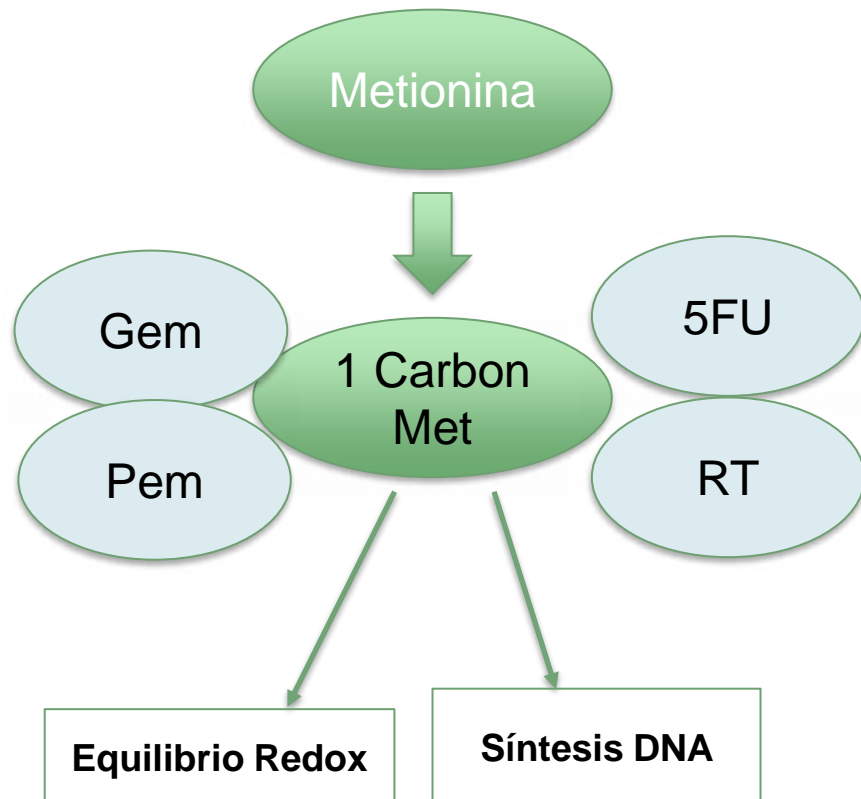 Metionina
Gem
5FU
1 Carbon
Met
Pem
RT
Equilibrio Redox
Síntesis DNA